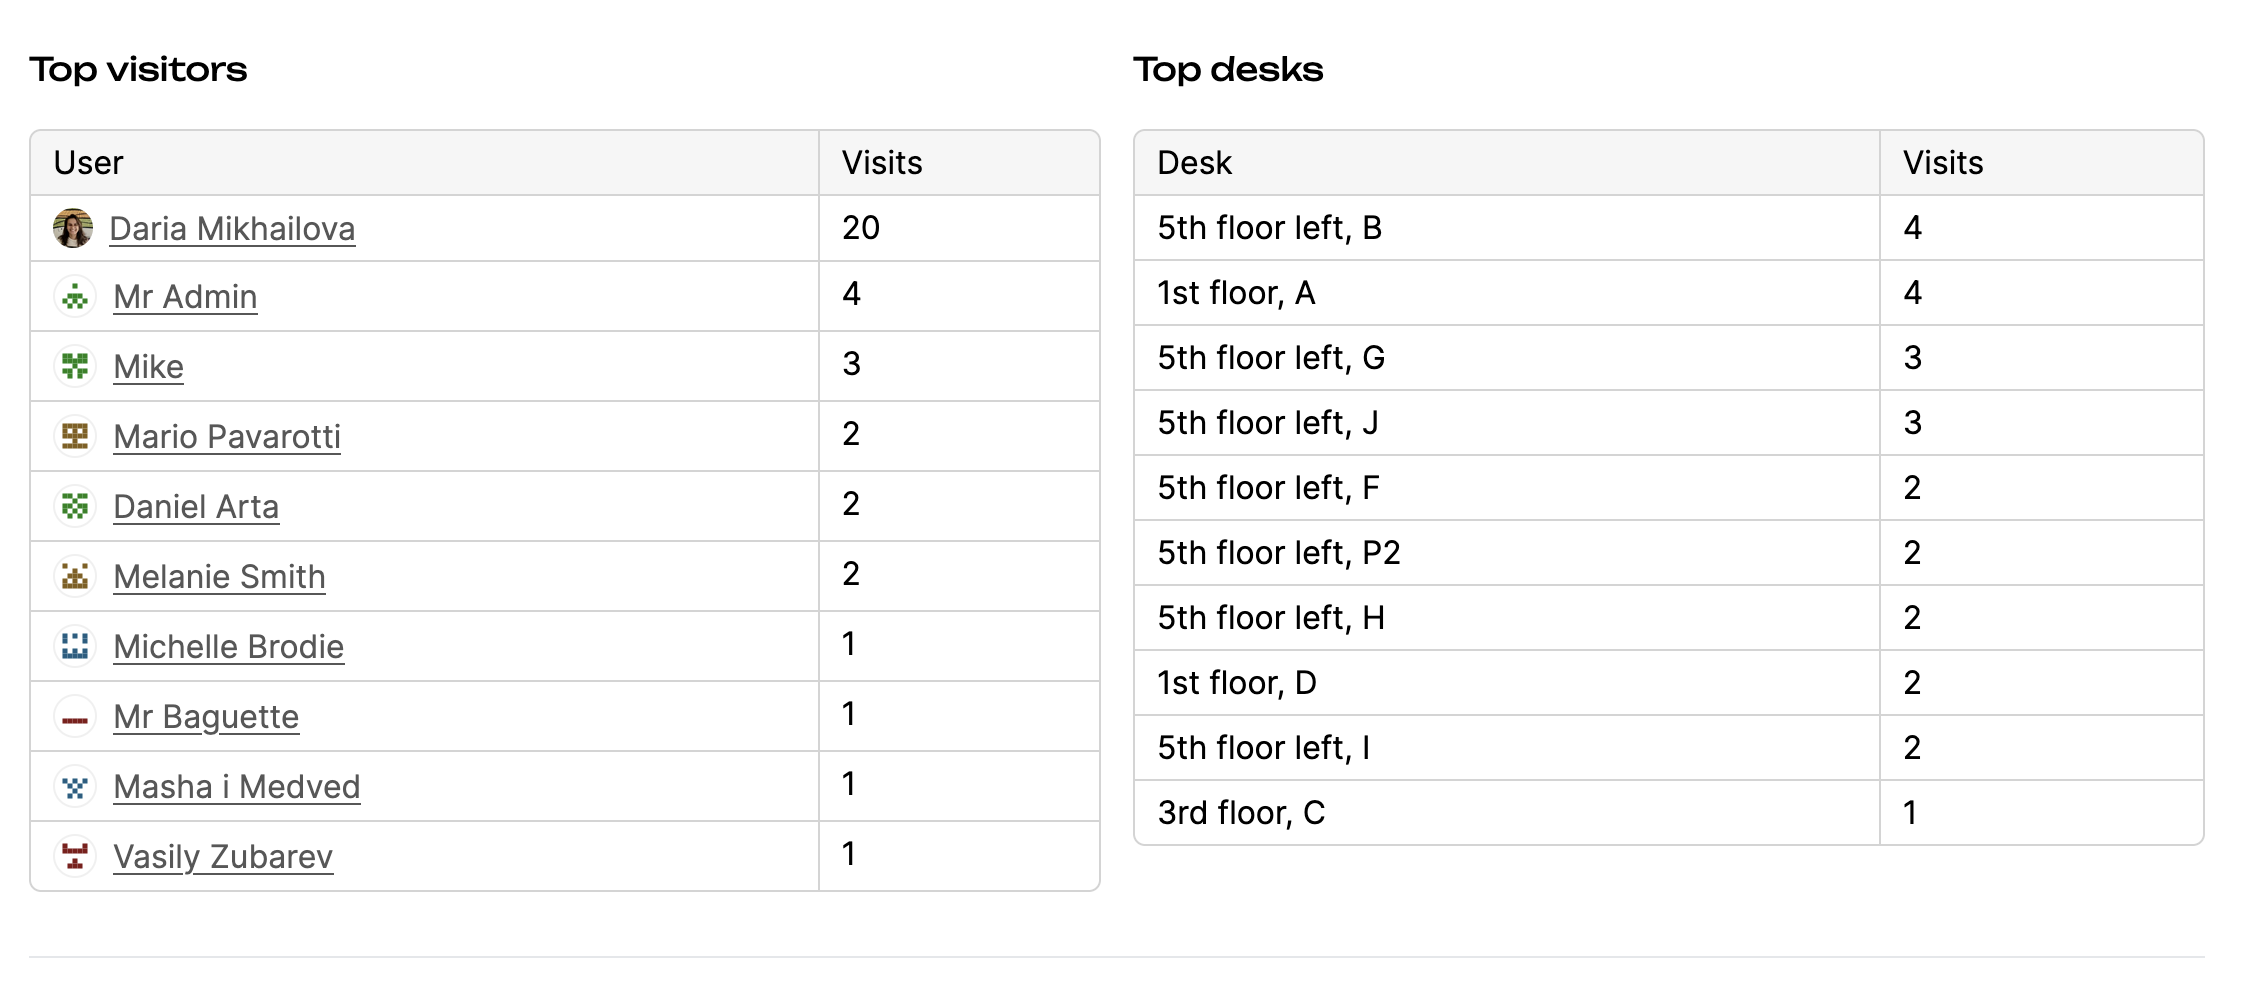 Top visitors
User Visits
Daria Mikhailova 20
Mr Admin 4
Mike 3
Mario Pavarotti 2
Daniel Arta 2
Melanie Smith 2
Michelle Brodie 1
Mr Baguette 1
Masha i Medved 1
Vasily Zubarev 1
Top desks
Desk Visits
5th floor left, B 4
1st floor, A 4
5th floor left, G 3
5th floor left, J 3
5th floor left, F 2
5th floor left, P2 2
5th floor left, H 2
1st floor, D 2
5th floor left, I 2
3rd floor, C 1